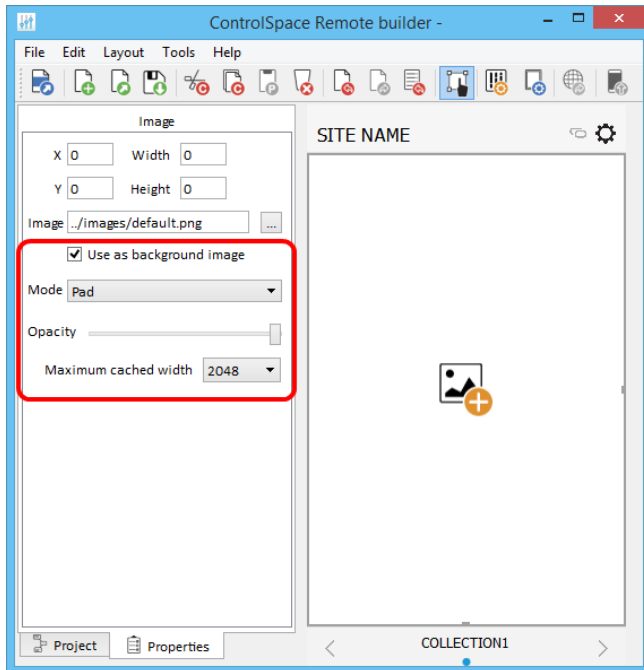 ControlSpace Remote builder -
File Edit Layout Tools Help
Image
SITE NAME
X 0 Width 0
Y 0 Height 0
Image ../images/default.png ...
Use as background image
Mode Pad
Opacity
Maximum cached width 2048
Project Properties
COLLECTION1